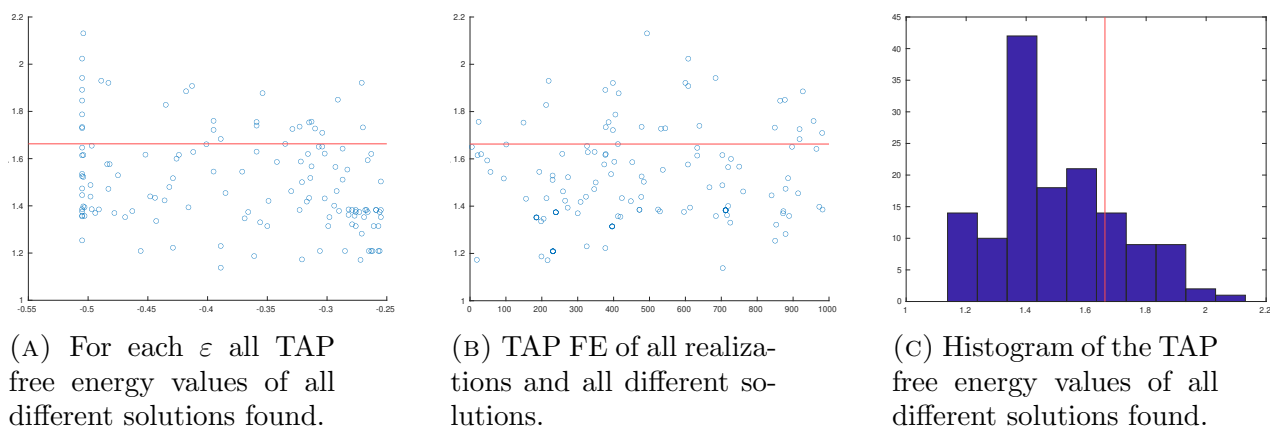 2.2
2
1.8
1.6
1.4
1.2
1
-0.55 -0.5 -0.45 -0.4 -0.35 -0.3 -0.25
(A) For each ε all TAP
free energy values of all
different solutions found.
2.2
2
1.8
1.6
1.4
1.2
1
0 100 200 300 400 500 600 700 800 900 1000
(B) TAP FE of all realiza-
tions and all different so-
lutions.
45
40
35
30
25
20
15
10
5
0
1 1.2 1.4 1.6 1.8 2 2.2
(C) Histogram of the TAP
free energy values of all
different solutions found.